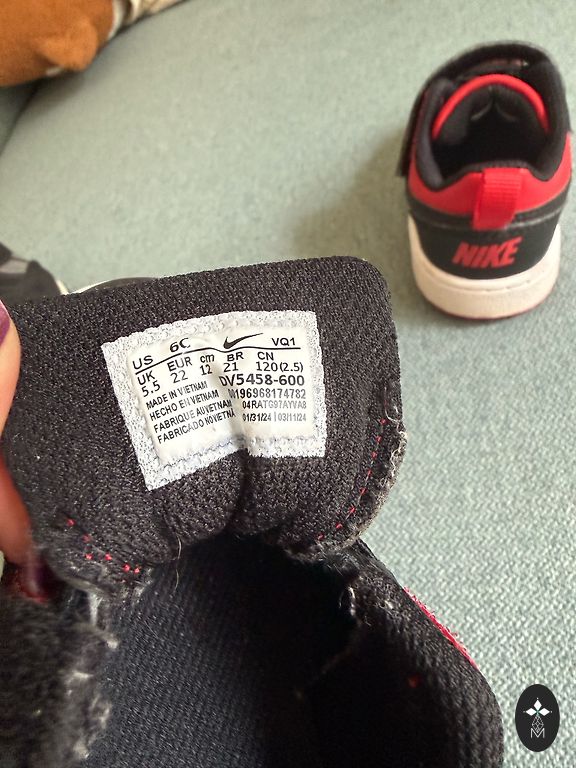 NIKE
US 6C VQ1
UK EUR cm BR CN
5.5 22 12 21 120(2.5)
MADE IN VIETNAM DV5458-600
HECHO EN VIETNAM 196968174782
FABRIQUE AU VIETNAM 04RATG97AYVA8
FABRICADO NO VIETNÃ 01/31/24 | 03/11/24
M